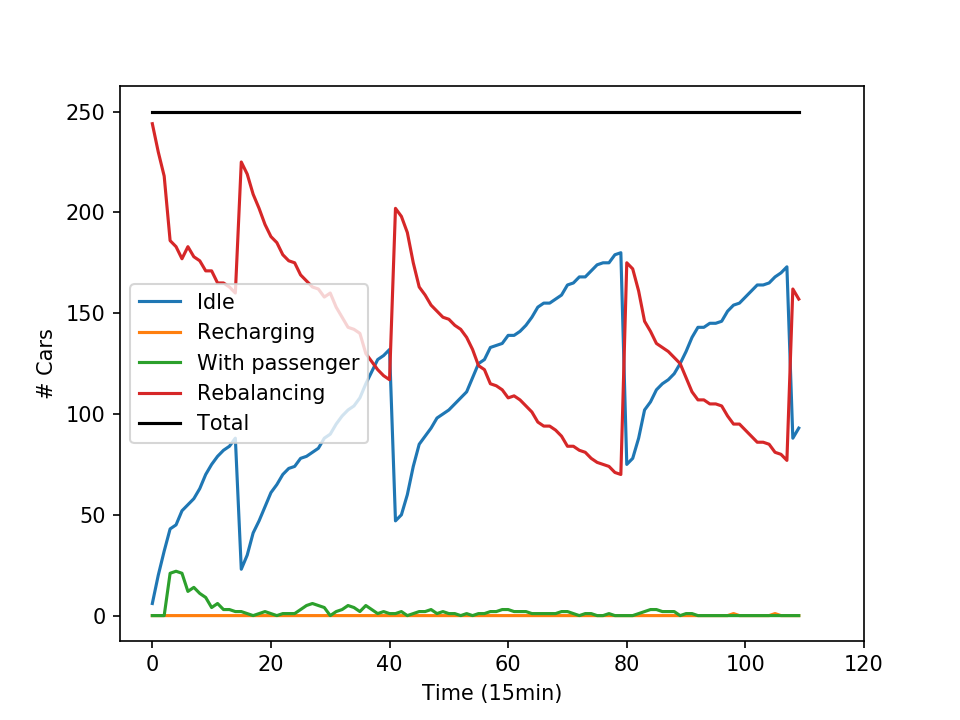 250
200
150
100
50
0
# Cars
Idle
Recharging
With passenger
Rebalancing
Total
0 20 40 60 80 100 120
Time (15min)